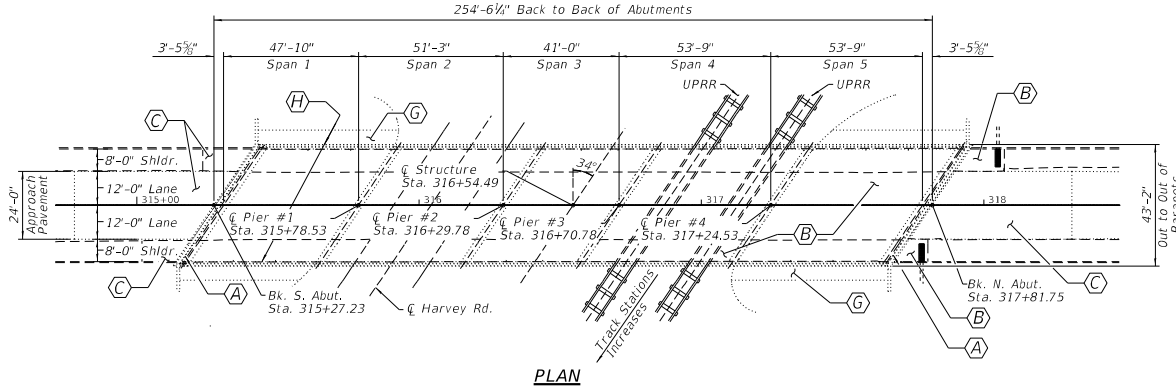 254'-6¼" Back to Back of Abutments
3'-5⅝"
47'-10"
51'-3"
41'-0"
53'-9"
53'-9"
3'-5⅝"
Span 1
Span 2
Span 3
Span 4
Span 5
UPRR
UPRR
C
H
G
B
8'-0" Shldr.
12'-0" Lane
12'-0" Lane
8'-0" Shldr.
24'-0"
Approach
Pavement
315+00
316
317
318
℄ Structure
Sta. 316+54.49
34°
℄ Pier #1
Sta. 315+78.53
℄ Pier #2
Sta. 316+29.78
℄ Pier #3
Sta. 316+70.78
℄ Pier #4
Sta. 317+24.53
B
43'-2"
Out to Out of
Parapets
C
A
Bk. S. Abut.
Sta. 315+27.23
℄ Harvey Rd.
Track Stations
Increases
G
Bk. N. Abut.
Sta. 317+81.75
C
B
A
PLAN